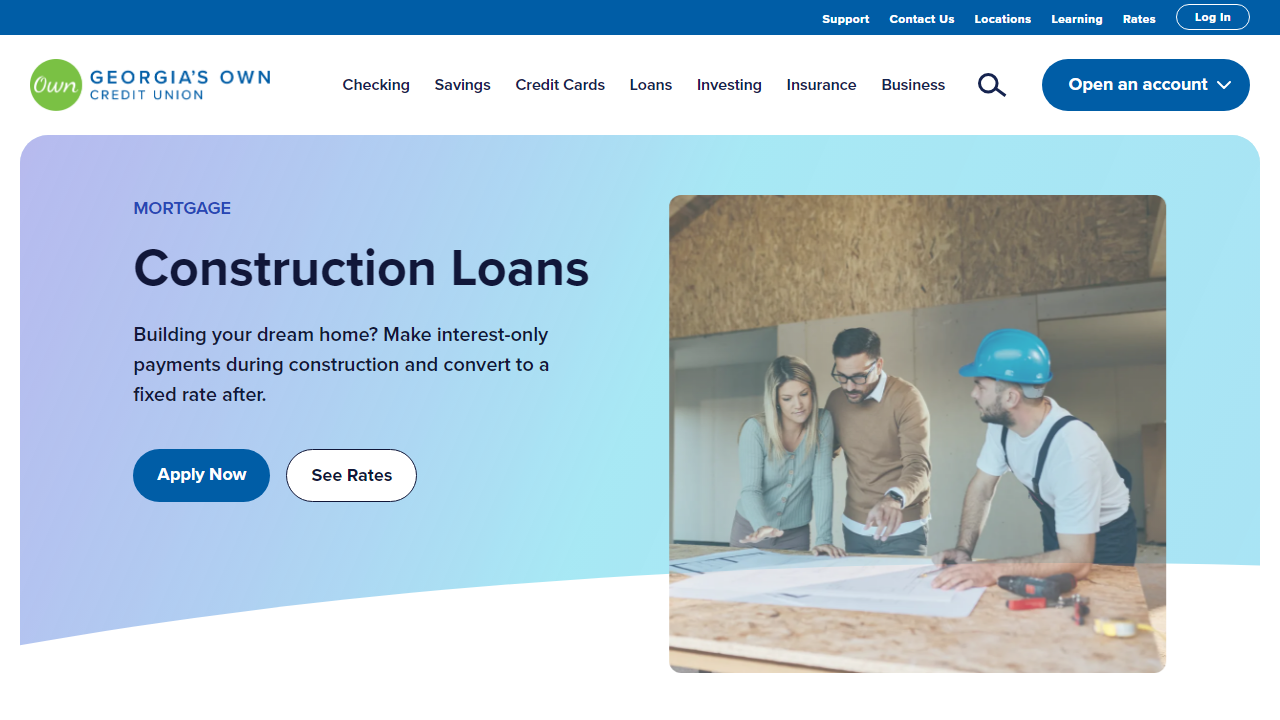 Support
Contact Us
Locations
Learning
Rates
Log In
Own
GEORGIA'S OWN
CREDIT UNION
Checking
Savings
Credit Cards
Loans
Investing
Insurance
Business
Open an account
MORTGAGE
Construction Loans
Building your dream home? Make interest-only
payments during construction and convert to a
fixed rate after.
Apply Now
See Rates